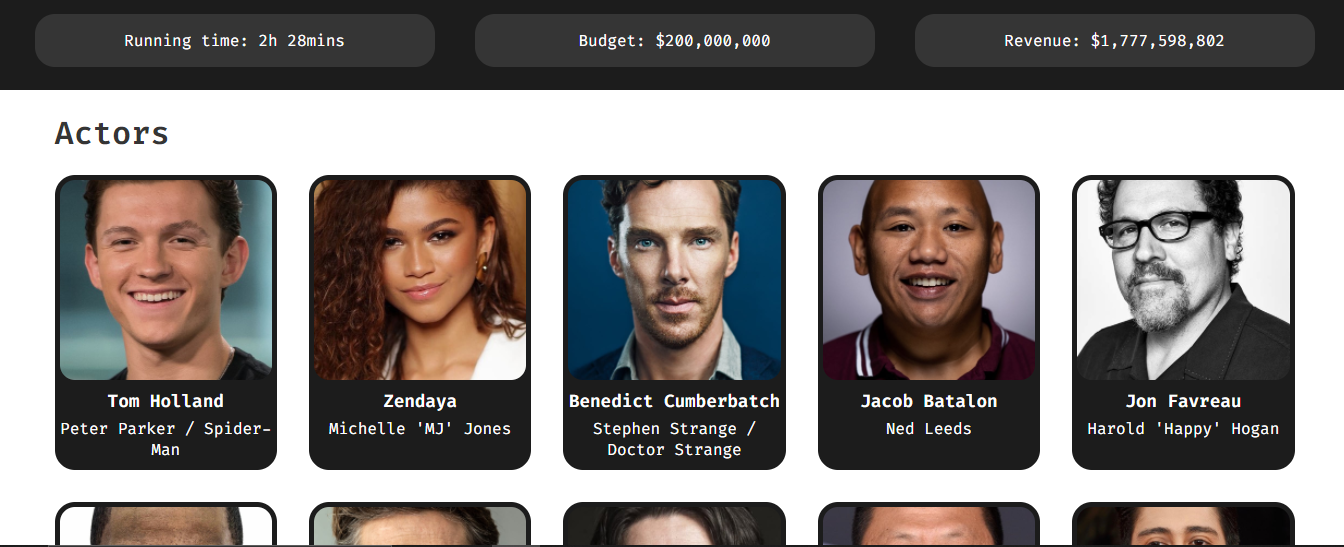 Running time: 2h 28mins
Budget: $200,000,000
Revenue: $1,777,598,802
Actors
Tom Holland
Peter Parker / Spider-
Man
Zendaya
Michelle 'MJ' Jones
Benedict Cumberbatch
Stephen Strange /
Doctor Strange
Jacob Batalon
Ned Leeds
Jon Favreau
Harold 'Happy' Hogan